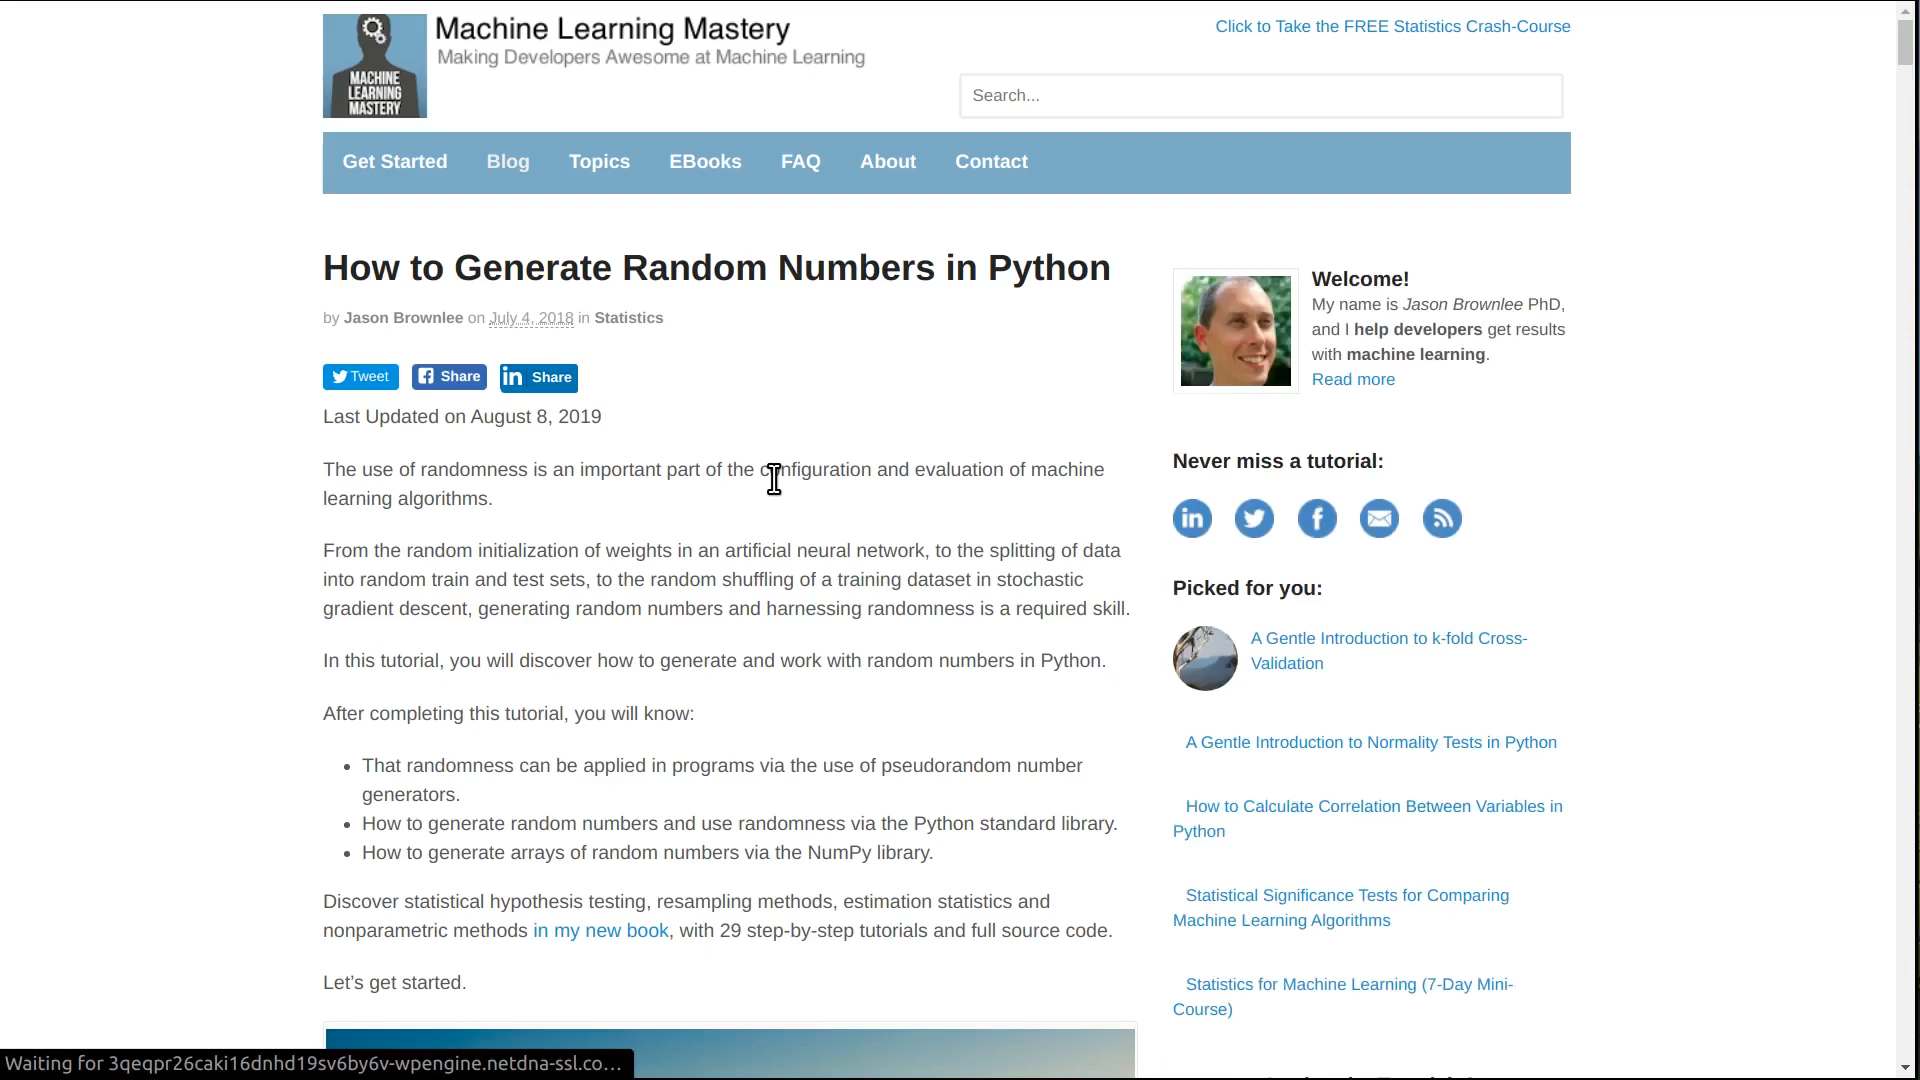 Machine Learning Mastery
Making Developers Awesome at Machine Learning
MACHINE
LEARNING
MASTERY
Click to Take the FREE Statistics Crash-Course
Search...
Get Started Blog Topics EBooks FAQ About Contact
How to Generate Random Numbers in Python
by Jason Brownlee on July 4, 2018 in Statistics
Tweet Share Share
Last Updated on August 8, 2019
The use of randomness is an important part of the configuration and evaluation of machine
learning algorithms.
From the random initialization of weights in an artificial neural network, to the splitting of data
into random train and test sets, to the random shuffling of a training dataset in stochastic
gradient descent, generating random numbers and harnessing randomness is a required skill.
In this tutorial, you will discover how to generate and work with random numbers in Python.
After completing this tutorial, you will know:
• That randomness can be applied in programs via the use of pseudorandom number
generators.
• How to generate random numbers and use randomness via the Python standard library.
• How to generate arrays of random numbers via the NumPy library.
Discover statistical hypothesis testing, resampling methods, estimation statistics and
nonparametric methods in my new book, with 29 step-by-step tutorials and full source code.
Let's get started.
Welcome!
My name is Jason Brownlee PhD,
and I help developers get results
with machine learning.
Read more
Never miss a tutorial:
Picked for you:
A Gentle Introduction to k-fold Cross-
Validation
A Gentle Introduction to Normality Tests in Python
How to Calculate Correlation Between Variables in
Python
Statistical Significance Tests for Comparing
Machine Learning Algorithms
Statistics for Machine Learning (7-Day Mini-
Course)
Waiting for 3qeqpr26caki16dnhd19sv6by6v-wpengine.netdna-ssl.co...